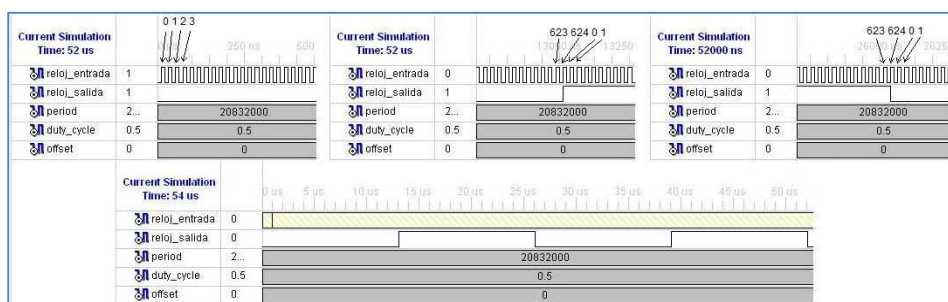 0 1 2 3
Current Simulation
Time: 52 us
250 ns
500
reloj_entrada 1
reloj_salida 1
period 2... 20832000
duty_cycle 0.5 0.5
offset 0 0
623 624 0 1
Current Simulation
Time: 52 us
13250
reloj_entrada 0
reloj_salida 1
period 2... 20832000
duty_cycle 0.5 0.5
offset 0 0
623 624 0 1
Current Simulation
Time: 52000 ns
reloj_entrada 0
reloj_salida 1
period 2... 20832000
duty_cycle 0.5 0.5
offset 0 0
Current Simulation
Time: 54 us
0 us 5 us 10 us 15 us 20 us 25 us 30 us 35 us 40 us 45 us 50 us
reloj_entrada 0
reloj_salida 0
period 2... 20832000
duty_cycle 0.5 0.5
offset 0 0